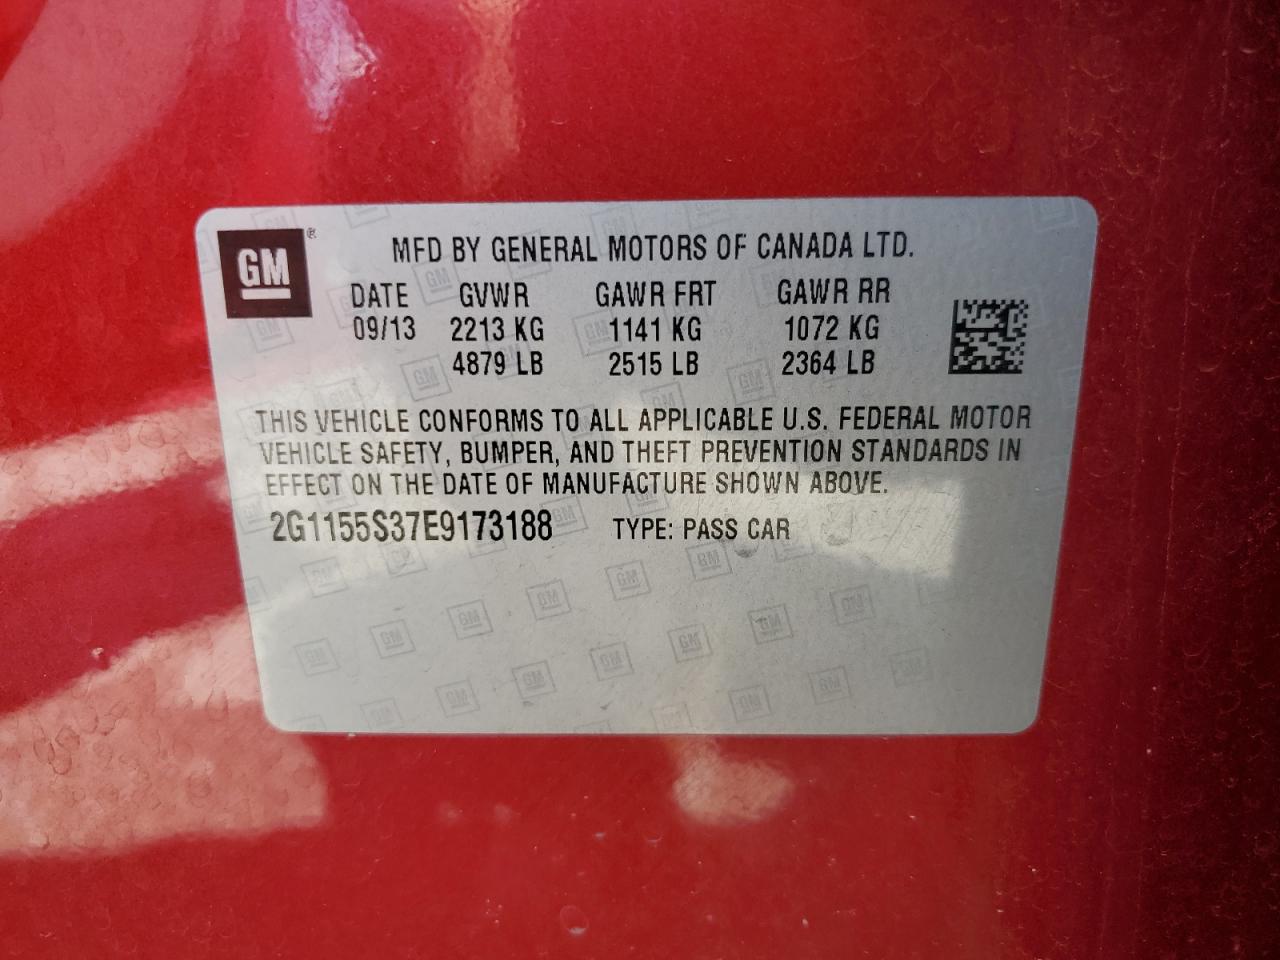 GM ®
MFD BY GENERAL MOTORS OF CANADA LTD.
DATE GVWR GAWR FRT GAWR RR
09/13 2213 KG 1141 KG 1072 KG
4879 LB 2515 LB 2364 LB
THIS VEHICLE CONFORMS TO ALL APPLICABLE U.S. FEDERAL MOTOR
VEHICLE SAFETY, BUMPER, AND THEFT PREVENTION STANDARDS IN
EFFECT ON THE DATE OF MANUFACTURE SHOWN ABOVE.
2G1155S37E9173188 TYPE: PASS CAR